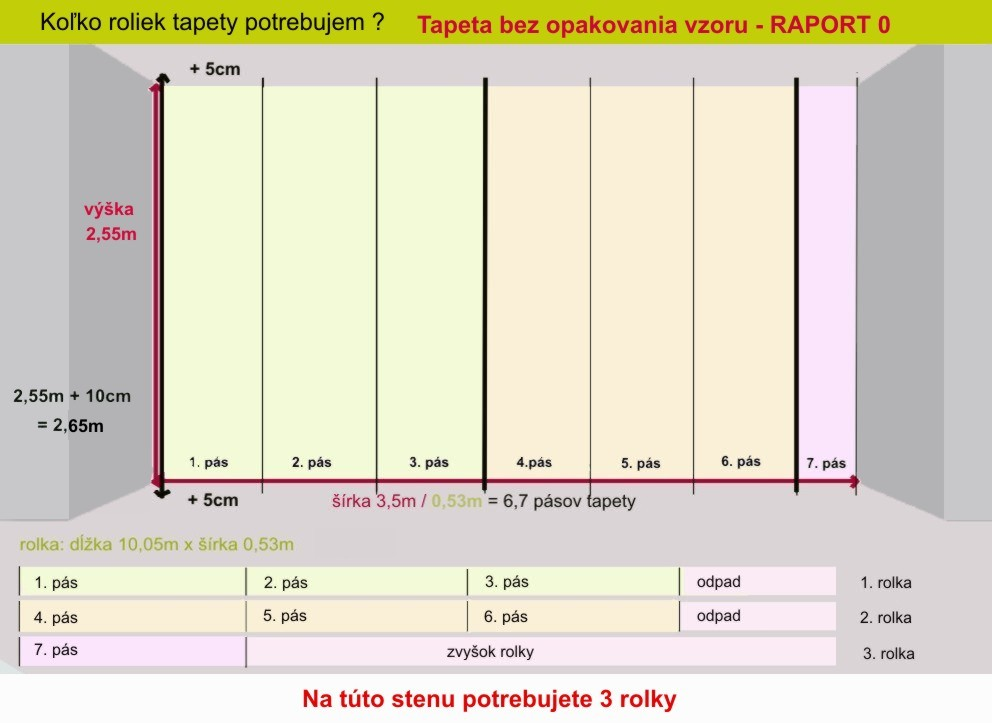 Koľko roliek tapety potrebujem ? Tapeta bez opakovania vzoru - RAPORT 0
+ 5cm
výška
2,55m
2,55m + 10cm
= 2,65m
1. pás 2. pás 3. pás 4.pás 5. pás 6. pás 7. pás
+ 5cm šírka 3,5m / 0,53m = 6,7 pásov tapety
rolka: dĺžka 10,05m x šírka 0,53m
1. pás 2. pás 3. pás odpad 1. rolka
4. pás 5. pás 6. pás odpad 2. rolka
7. pás zvyšok rolky 3. rolka
Na túto stenu potrebujete 3 rolky